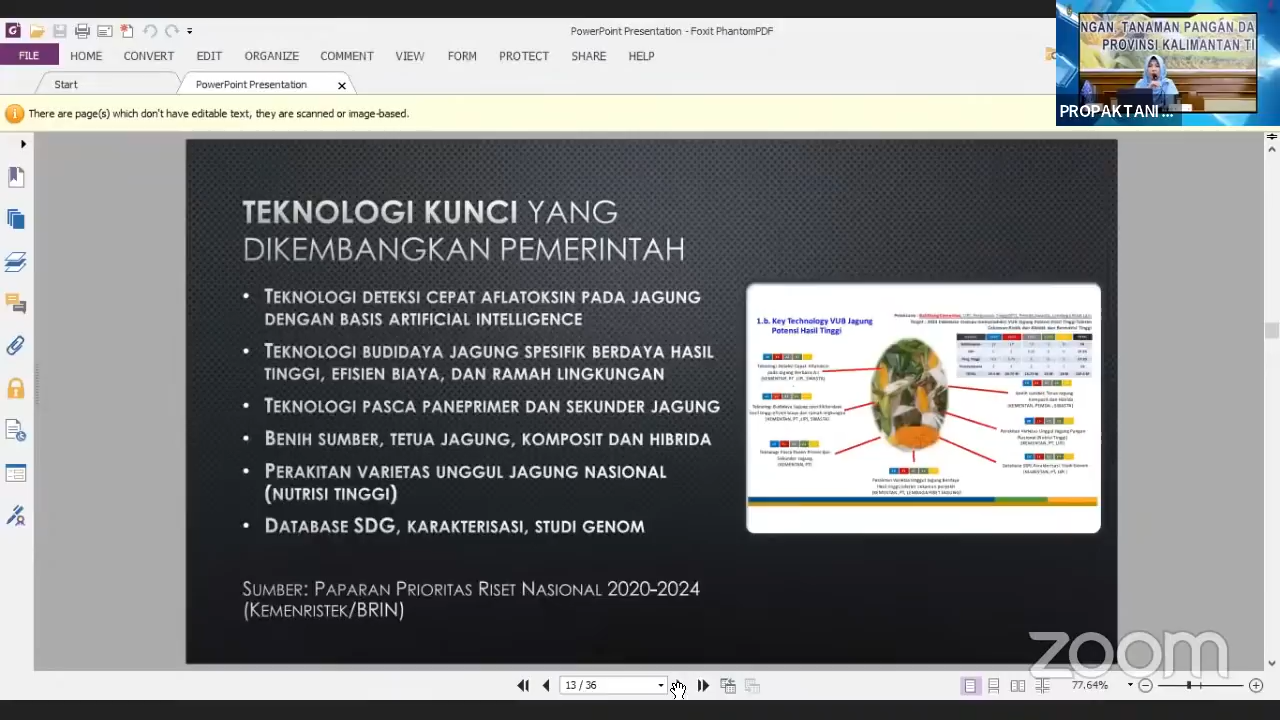 PowerPoint Presentation - Foxit PhantomPDF
FILE HOME CONVERT EDIT ORGANIZE COMMENT VIEW FORM PROTECT SHARE HELP
Start PowerPoint Presentation
There are page(s) which don't have editable text, they are scanned or image-based.
NGAN, TANAMAN PANGAN DA
PROVINSI KALIMANTAN TI
PROPAKTANI ...
TEKNOLOGI KUNCI YANG
DIKEMBANGKAN PEMERINTAH
• TEKNOLOGI DETEKSI CEPAT AFLATOKSIN PADA JAGUNG
DENGAN BASIS ARTIFICIAL INTELLIGENCE
• TEKNOLOGI BUDIDAYA JAGUNG SPESIFIK BERDAYA HASIL
TINGGI, EFISIEN BIAYA, DAN RAMAH LINGKUNGAN
• TEKNOLOGI PASCA PANEPRIMER DAN SEKUNDER JAGUNG
• BENIH SUMBER, TETUA JAGUNG, KOMPOSIT DAN HIBRIDA
• PERAKITAN VARIETAS UNGGUL JAGUNG NASIONAL
(NUTRISI TINGGI)
• DATABASE SDG, KARAKTERISASI, STUDI GENOM
SUMBER: PAPARAN PRIORITAS RISET NASIONAL 2020-2024
(KEMENRISTEK/BRIN)
1.b. Key Technology VUB Jagung
Potensi Hasil Tinggi
zoom
13 / 36
77.64%